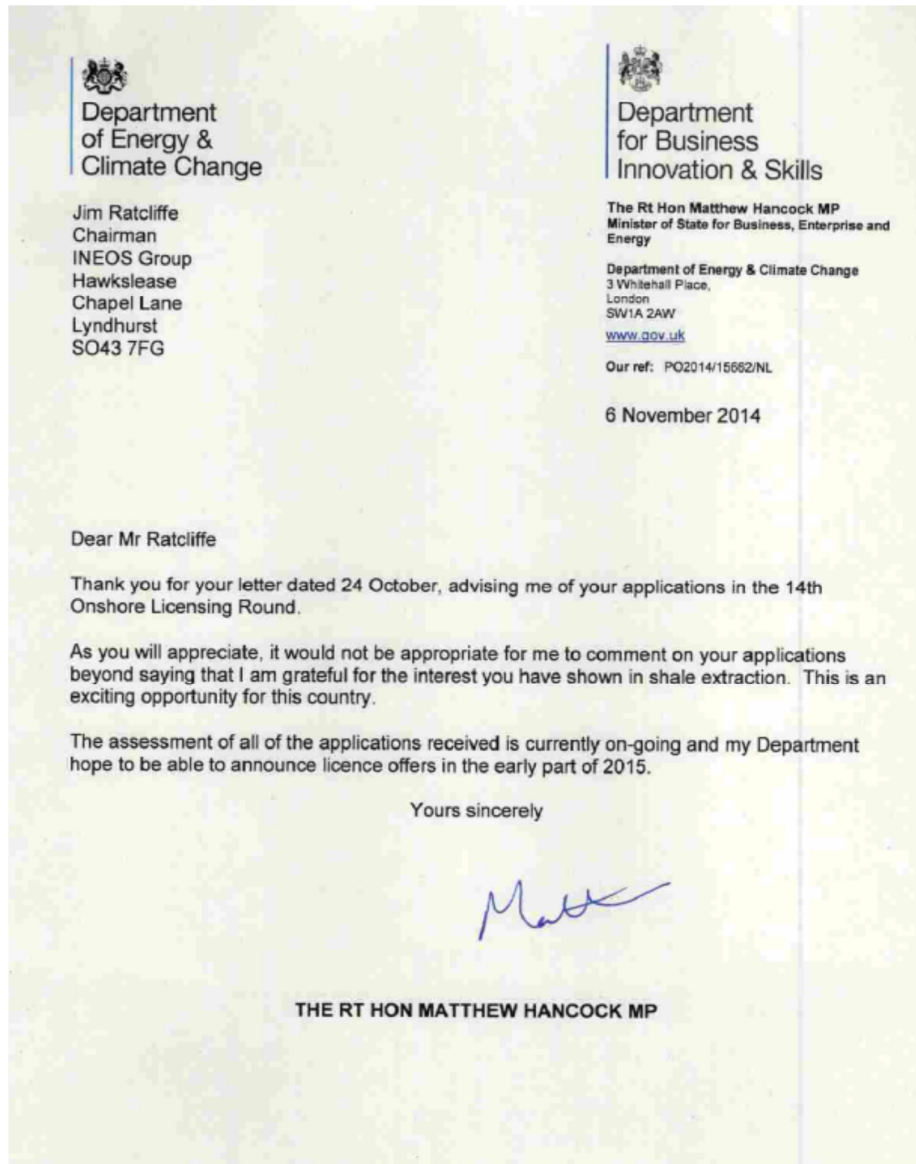 Department
of Energy &
Climate Change
Department
for Business
Innovation & Skills
Jim Ratcliffe
Chairman
INEOS Group
Hawkslease
Chapel Lane
Lyndhurst
SO43 7FG
The Rt Hon Matthew Hancock MP
Minister of State for Business, Enterprise and
Energy
Department of Energy & Climate Change
3 Whitehall Place,
London
SW1A 2AW
www.gov.uk
Our ref: PO2014/15662/NL
6 November 2014
Dear Mr Ratcliffe
Thank you for your letter dated 24 October, advising me of your applications in the 14th
Onshore Licensing Round.
As you will appreciate, it would not be appropriate for me to comment on your applications
beyond saying that I am grateful for the interest you have shown in shale extraction. This is an
exciting opportunity for this country.
The assessment of all of the applications received is currently on-going and my Department
hope to be able to announce licence offers in the early part of 2015.
Yours sincerely
Matt
THE RT HON MATTHEW HANCOCK MP